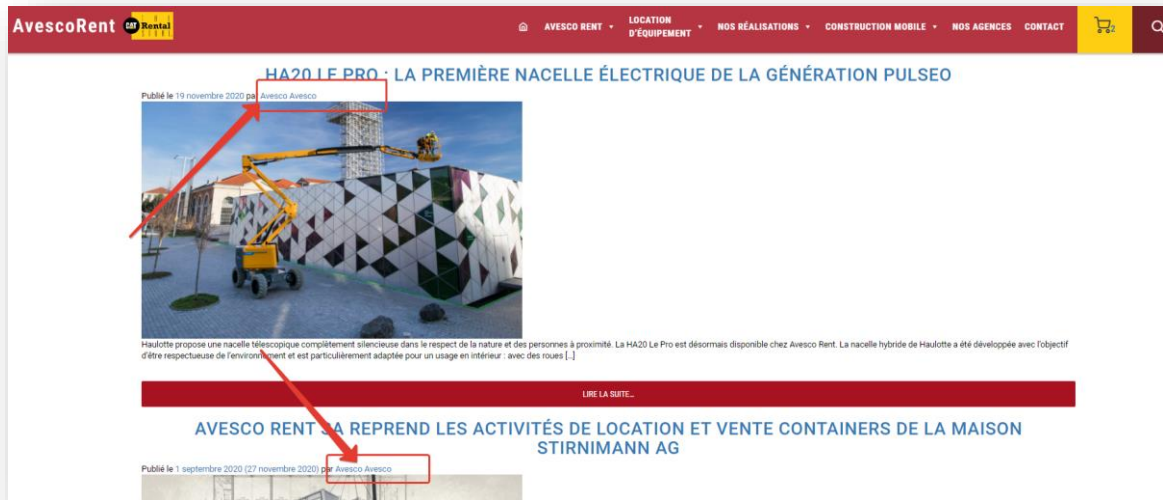 AvescoRent CAT THE Rental STORE
AVESCO RENT
LOCATION
D'ÉQUIPEMENT
NOS RÉALISATIONS
CONSTRUCTION MOBILE
NOS AGENCES
CONTACT
2
HA20 LE PRO : LA PREMIÈRE NACELLE ÉLECTRIQUE DE LA GÉNÉRATION PULSEO
Publié le 19 novembre 2020 par Avesco Avesco
Haulotte propose une nacelle télescopique complètement silencieuse dans le respect de la nature et des personnes à proximité. La HA20 Le Pro est désormais disponible chez Avesco Rent. La nacelle hybride de Haulotte a été développée avec l'objectif
d'être respectueuse de l'environnement et est particulièrement adaptée pour un usage en intérieur : avec des roues [...]
LIRE LA SUITE...
AVESCO RENT SA REPREND LES ACTIVITÉS DE LOCATION ET VENTE CONTAINERS DE LA MAISON
STIRNIMANN AG
Publié le 1 septembre 2020 (27 novembre 2020) par Avesco Avesco